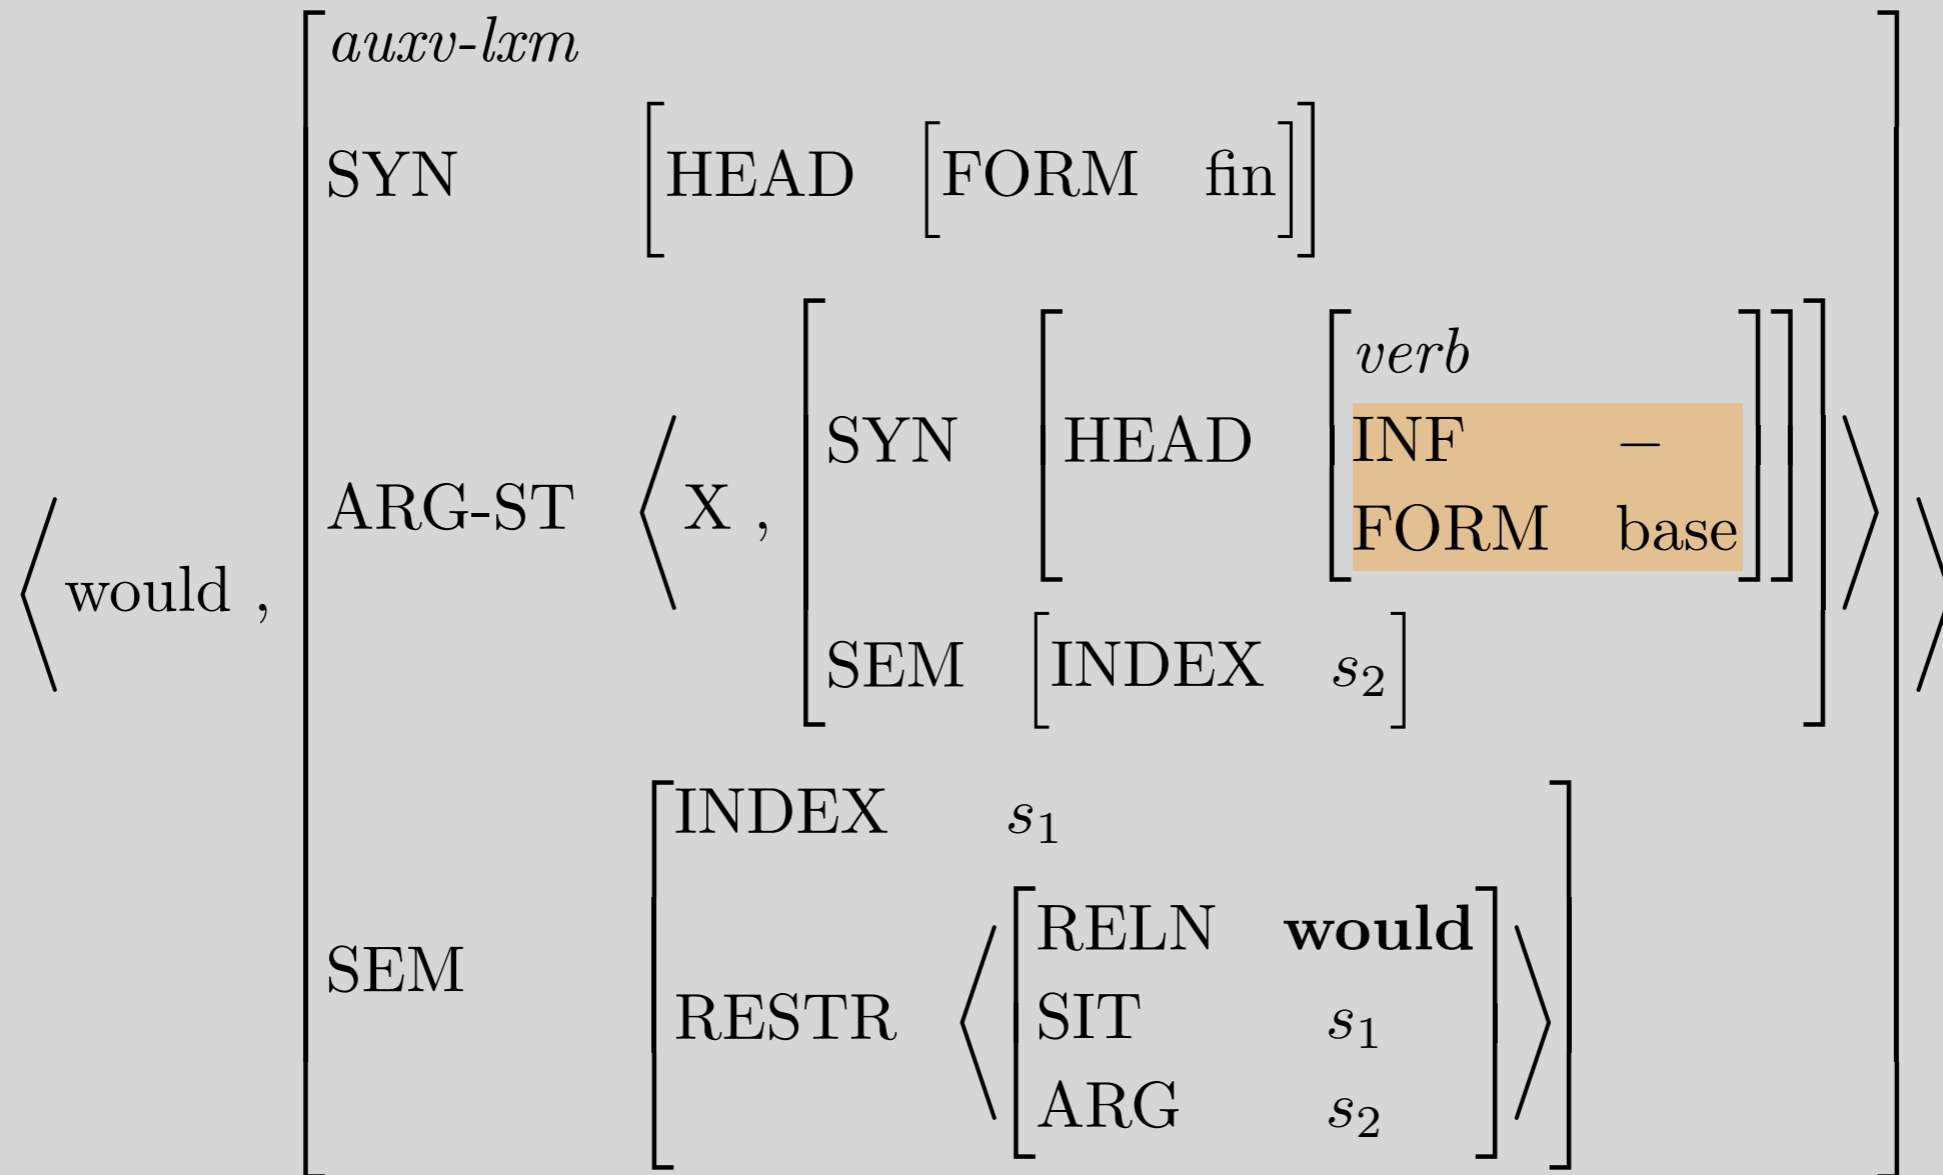 auxv-lxm
SYN [HEAD [FORM fin]]
verb
SYN [HEAD [INF −
ARG-ST ⟨ X ,
FORM base]]
⟨ would ,
SEM [INDEX s₂] ⟩
INDEX s₁
RELN would
SEM
RESTR ⟨ SIT s₁ ⟩
ARG s₂